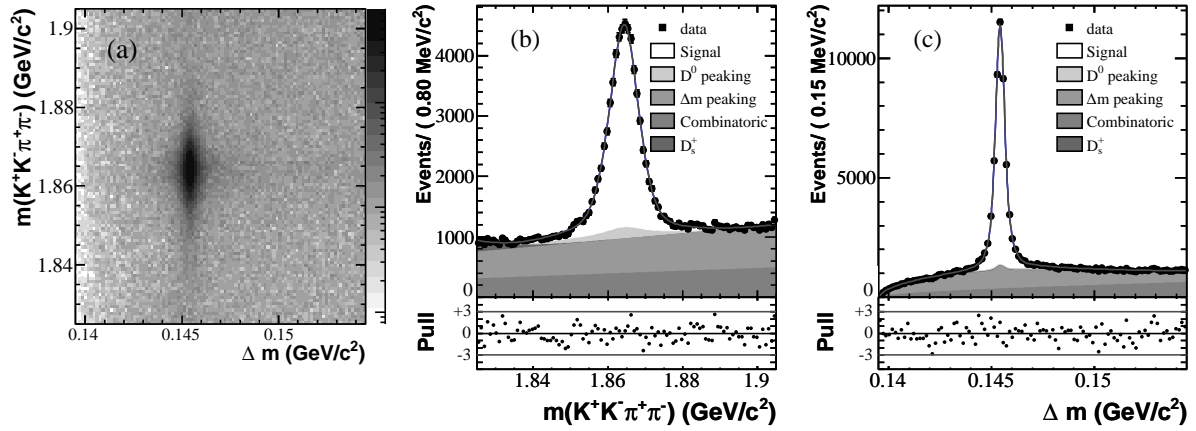 (a)
m(K⁺K⁻π⁺π⁻) (GeV/c²)
1.9
1.88
1.86
1.84
0.14 0.145 0.15
Δ m (GeV/c²)
(b)
Events/ ( 0.80 MeV/c²)
4000
3000
2000
1000
0
data
Signal
D⁰ peaking
Δm peaking
Combinatoric
Dₛ⁺
Pull
+3
0
-3
1.84 1.86 1.88 1.9
m(K⁺K⁻π⁺π⁻) (GeV/c²)
(c)
Events/ ( 0.15 MeV/c²)
10000
5000
0
data
Signal
D⁰ peaking
Δm peaking
Combinatoric
Dₛ⁺
Pull
+3
0
-3
0.14 0.145 0.15
Δ m (GeV/c²)